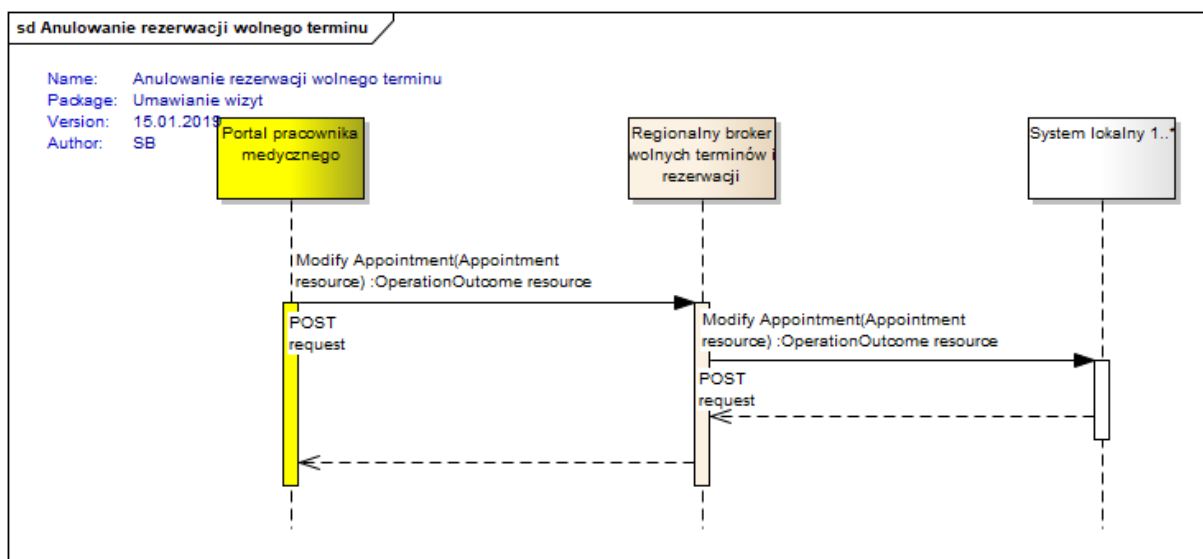 sd Anulowanie rezerwacji wolnego terminu
Name: Anulowanie rezerwacji wolnego terminu
Package: Umawianie wizyt
Version: 15.01.2019
Author: SB
Portal pracownika
medycznego
Regionalny broker
wolnych terminów i
rezerwacji
System lokalny 1..*
Modify Appointment(Appointment
resource) :OperationOutcome resource
POST
request
Modify Appointment(Appointment
resource) :OperationOutcome resource
POST
request